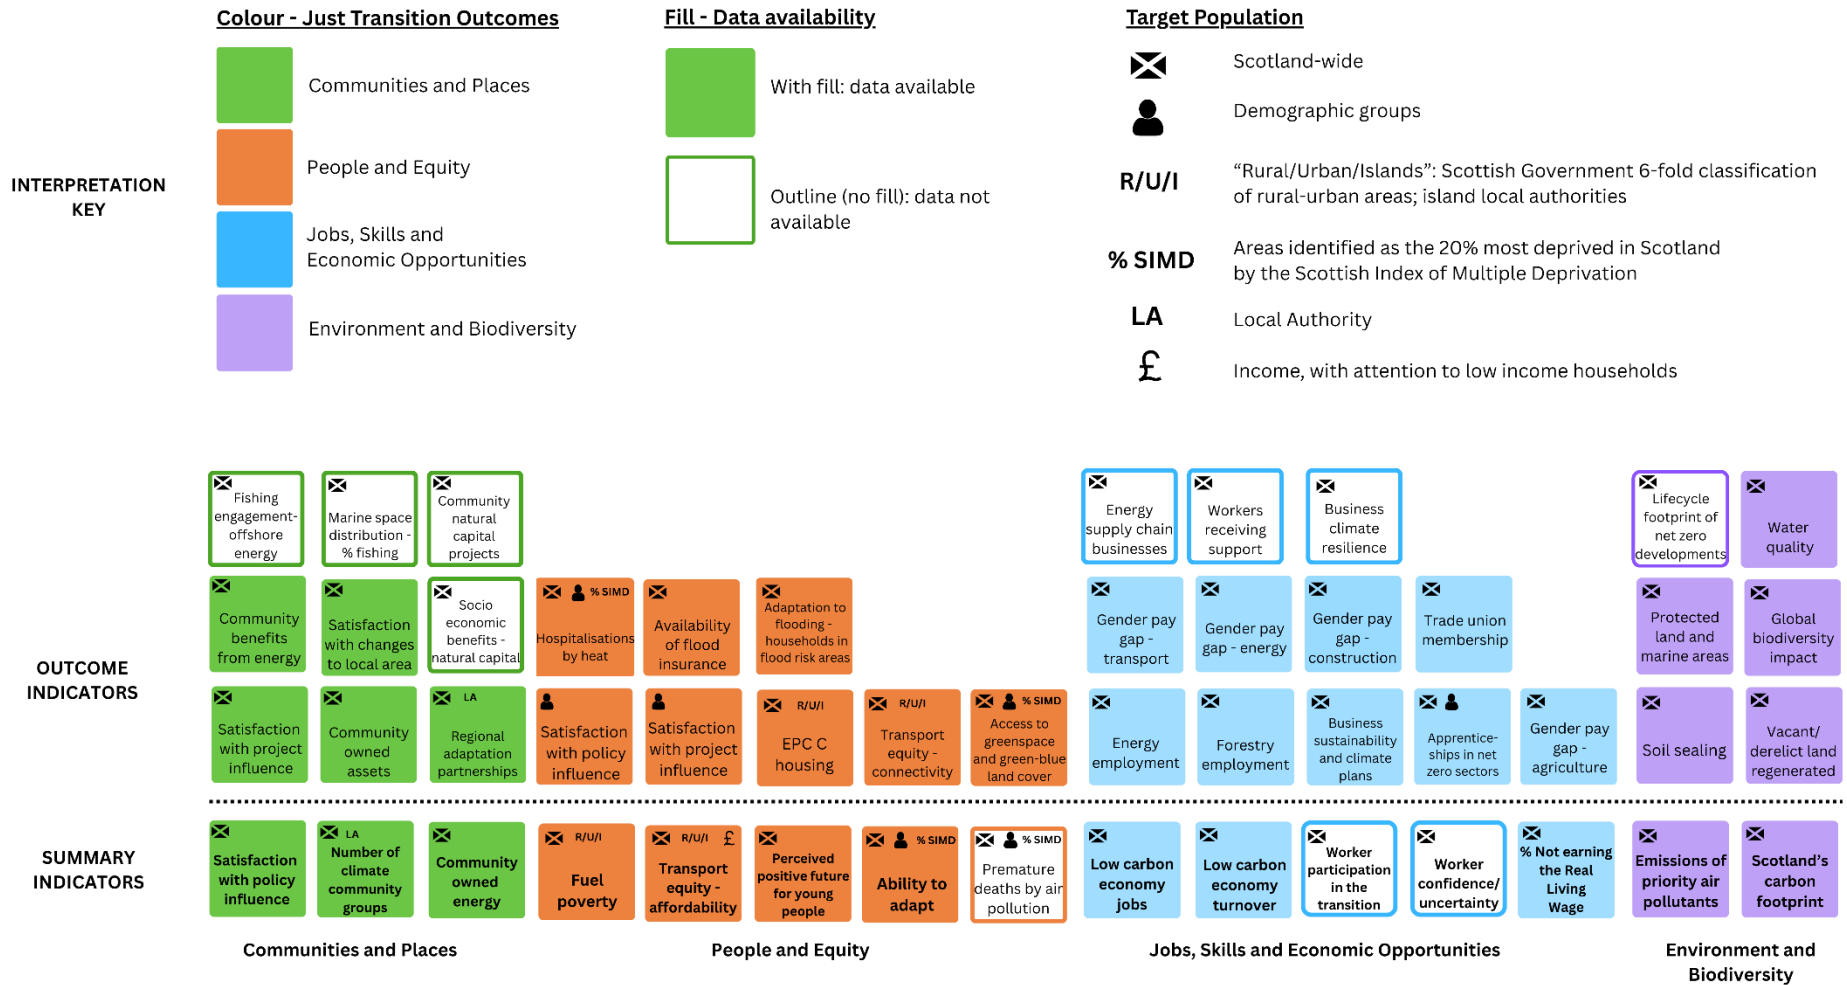 Colour - Just Transition Outcomes
Communities and Places
People and Equity
Jobs, Skills and
Economic Opportunities
Environment and Biodiversity
Fill - Data availability
With fill: data available
Outline (no fill): data not
available
Target Population
Scotland-wide
Demographic groups
R/U/I
“Rural/Urban/Islands”: Scottish Government 6-fold classification
of rural-urban areas; island local authorities
% SIMD
Areas identified as the 20% most deprived in Scotland
by the Scottish Index of Multiple Deprivation
LA
Local Authority
£
Income, with attention to low income households
INTERPRETATION
KEY
OUTCOME
INDICATORS
Fishing
engagement-
offshore
energy
Marine space
distribution -
% fishing
Community
natural
capital
projects
Energy
supply chain
businesses
Workers
receiving
support
Business
climate
resilience
Lifecycle
footprint of
net zero
developments
Water
quality
Community
benefits
from energy
Satisfaction
with changes
to local area
Socio
economic
benefits -
natural capital
% SIMD
Hospitalisations
by heat
Availability
of flood
insurance
Adaptation to
flooding -
households in
flood risk areas
Gender pay
gap -
transport
Gender pay
gap - energy
Gender pay
gap -
construction
Trade union
membership
Protected
land and
marine areas
Global
biodiversity
impact
Satisfaction
with project
influence
Community
owned
assets
LA
Regional
adaptation
partnerships
Satisfaction
with policy
influence
Satisfaction
with project
influence
R/U/I
EPC C
housing
R/U/I
Transport
equity -
connectivity
% SIMD
Access to
greenspace
and green-blue
land cover
Energy
employment
Forestry
employment
Business
sustainability
and climate
plans
Apprentice-
ships in net
zero sectors
Gender pay
gap -
agriculture
Soil sealing
Vacant/
derelict land
regenerated
SUMMARY
INDICATORS
Satisfaction
with policy
influence
LA
Number of
climate
community
groups
Community
owned
energy
R/U/I
Fuel
poverty
R/U/I £
Transport
equity -
affordability
Perceived
positive future
for young
people
% SIMD
Ability to
adapt
% SIMD
Premature
deaths by air
pollution
Low carbon
economy
jobs
Low carbon
economy
turnover
Worker
participation
in the
transition
Worker
confidence/
uncertainty
% Not earning
the Real
Living
Wage
Emissions of
priority air
pollutants
Scotland’s
carbon
footprint
Communities and Places
People and Equity
Jobs, Skills and Economic Opportunities
Environment and
Biodiversity